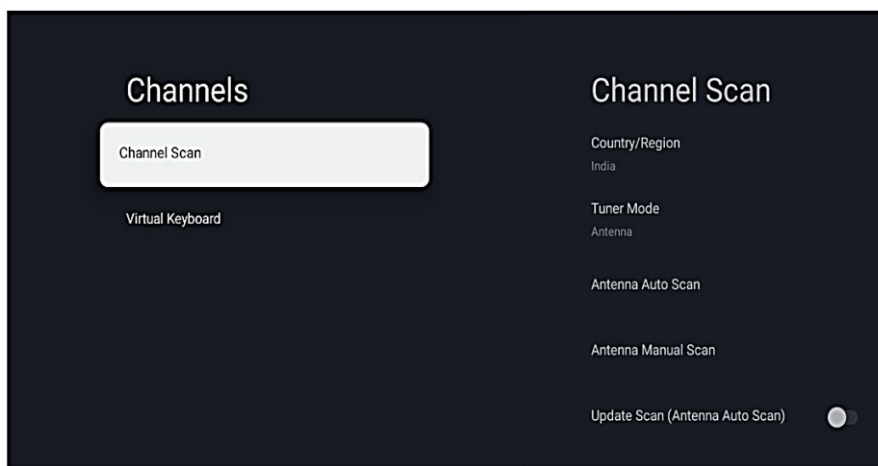 Channels
Channel Scan
Virtual Keyboard
Channel Scan
Country/Region
India
Tuner Mode
Antenna
Antenna Auto Scan
Antenna Manual Scan
Update Scan (Antenna Auto Scan)